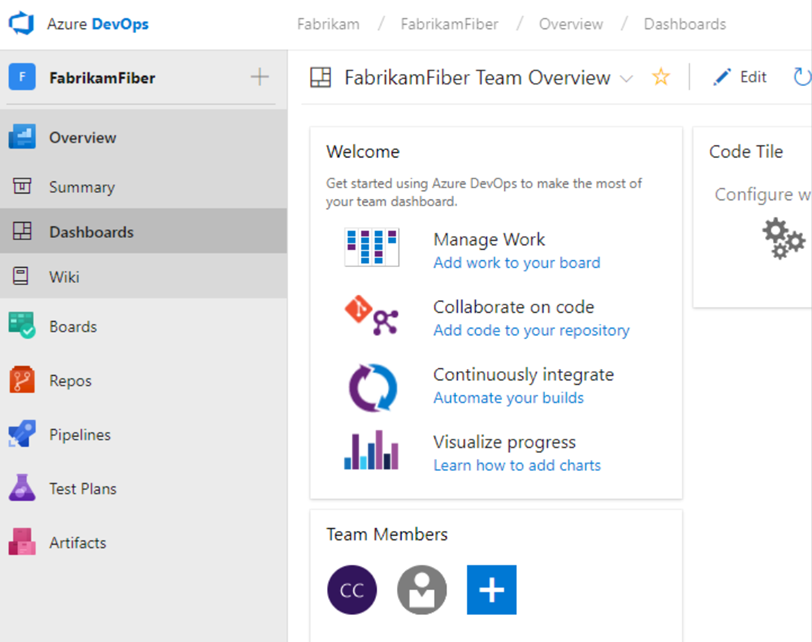 Azure DevOps
Fabrikam / FabrikamFiber / Overview / Dashboards
F FabrikamFiber
FabrikamFiber Team Overview
Edit
Overview
Summary
Dashboards
Wiki
Boards
Repos
Pipelines
Test Plans
Artifacts
Welcome
Get started using Azure DevOps to make the most of
your team dashboard.
Manage Work
Add work to your board
Collaborate on code
Add code to your repository
Continuously integrate
Automate your builds
Visualize progress
Learn how to add charts
Code Tile
Configure w
Team Members
CC